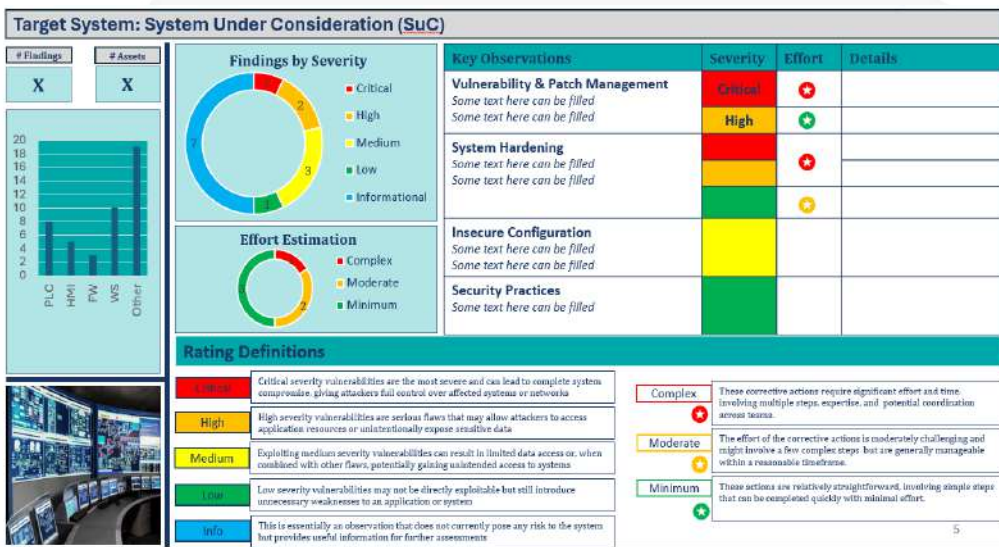 Target System: System Under Consideration (SuC)
# Findings
# Assets
X
X
20
18
16
14
12
10
8
6
4
2
0
PLC
HMI
FW
WS
Other
Findings by Severity
1
2
3
1
7
Critical
High
Medium
Low
Informational
Effort Estimation
2
Complex
Moderate
Minimum
Key Observations
Severity
Effort
Details
Vulnerability & Patch Management
Some text here can be filled
Some text here can be filled
Critical
High
System Hardening
Some text here can be filled
Some text here can be filled
Insecure Configuration
Some text here can be filled
Some text here can be filled
Security Practices
Some text here can be filled
Rating Definitions
Critical
Critical severity vulnerabilities are the most severe and can lead to complete system
compromise, giving attackers full control over affected systems or networks
High
High severity vulnerabilities are serious flaws that may allow attackers to access
application resources or unintentionally expose sensitive data
Medium
Exploiting medium severity vulnerabilities can result in limited data access or, when
combined with other flaws, potentially gaining unintended access to systems
Low
Low severity vulnerabilities may not be directly exploitable but still introduce
unnecessary weaknesses to an application or system
Info
This is essentially an observation that does not currently pose any risk to the system
but provides useful information for further assessments
Complex
These corrective actions require significant effort and time,
involving multiple steps, expertise, and potential coordination
across teams.
Moderate
The effort of the corrective actions is moderately challenging and
might involve a few complex steps but are generally manageable
within a reasonable timeframe.
Minimum
These actions are relatively straightforward, involving simple steps
that can be completed quickly with minimal effort.
5